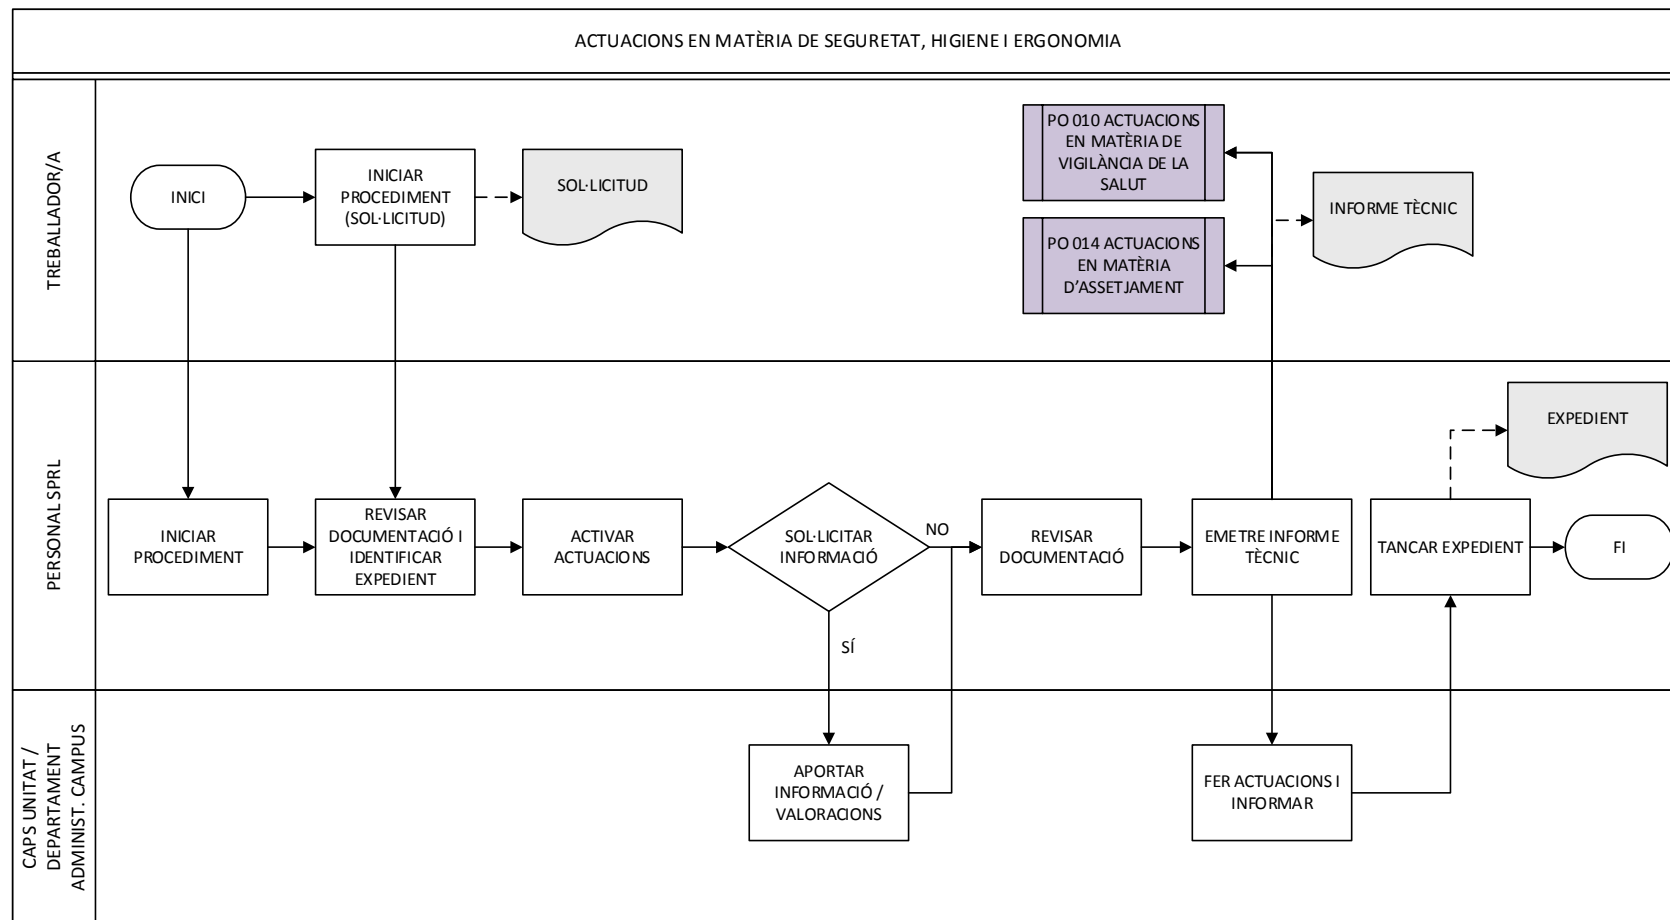 ACTUACIONS EN MATÈRIA DE SEGURETAT, HIGIENE I ERGONOMIA
TREBALLADOR/A
INICI
INICIAR
PROCEDIMENT
(SOL·LICITUD)
SOL·LICITUD
PO 010 ACTUACIONS
EN MATÈRIA DE
VIGILÀNCIA DE LA
SALUT
PO 014 ACTUACIONS
EN MATÈRIA
D'ASSETJAMENT
INFORME TÈCNIC
PERSONAL SPRL
INICIAR
PROCEDIMENT
REVISAR
DOCUMENTACIÓ I
IDENTIFICAR
EXPEDIENT
ACTIVAR
ACTUACIONS
SOL·LICITAR
INFORMACIÓ
NO
SÍ
REVISAR
DOCUMENTACIÓ
EMETRE INFORME
TÈCNIC
EXPEDIENT
TANCAR EXPEDIENT
FI
CAPS UNITAT /
DEPARTAMENT
ADMINIST. CAMPUS
APORTAR
INFORMACIÓ /
VALORACIONS
FER ACTUACIONS I
INFORMAR